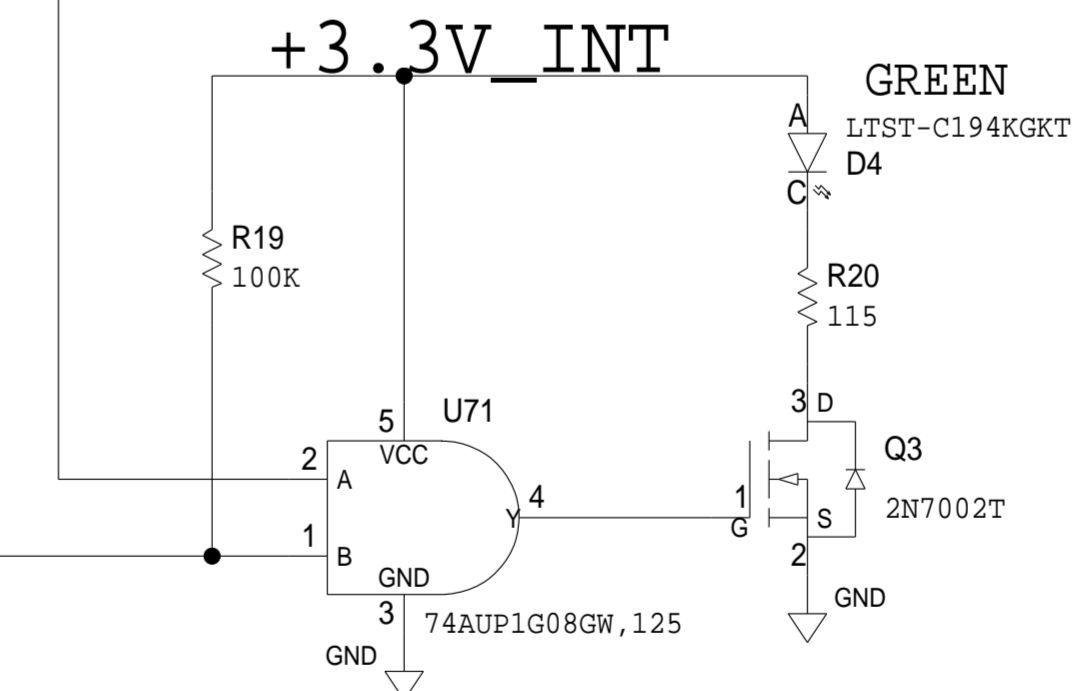 +3.3V_INT
GREEN
LTST-C194KGKT
A
D4
C
R19
100K
R20
115
3 D
5
U71
VCC
2
A
Q3
4
1
Y
G
S
2N7002T
1
B
2
GND
3
74AUP1G08GW,125
GND
GND